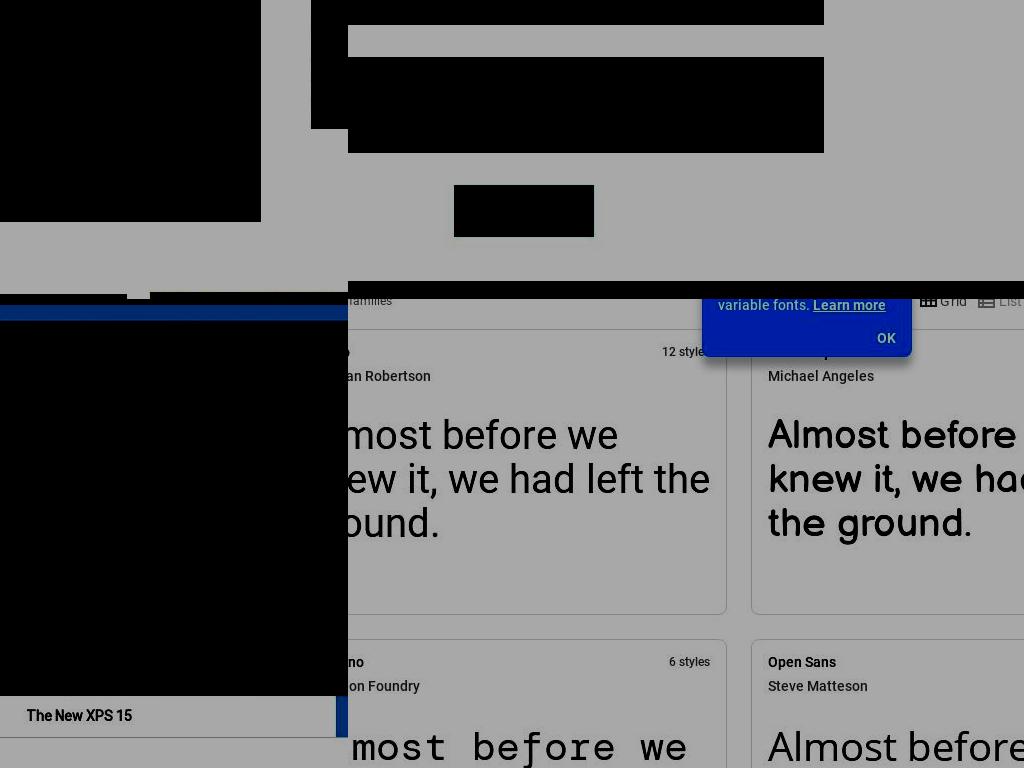 families
variable fonts. Learn more
Grid
List
OK
12 style
an Robertson
Michael Angeles
most before we
ew it, we had left the
ound.
Almost before
knew it, we had
the ground.
no
6 styles
on Foundry
Open Sans
Steve Matteson
The New XPS 15
most before we
Almost before